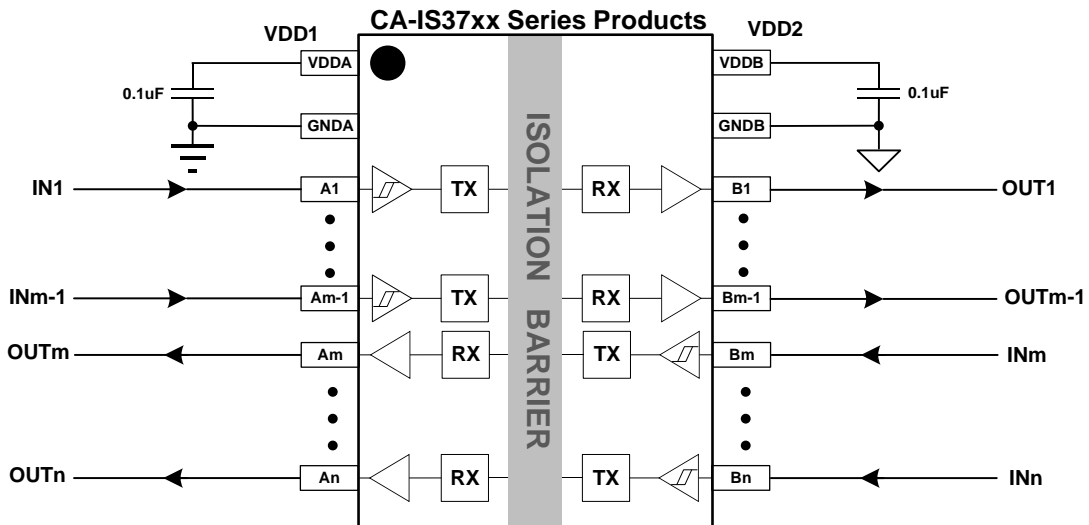 CA-IS37xx Series Products
VDD1
VDD2
VDDA
VDDB
0.1uF
0.1uF
GNDA
GNDB
ISOLATION BARRIER
IN1
A1
TX
RX
B1
OUT1
INm-1
Am-1
TX
RX
Bm-1
OUTm-1
OUTm
Am
RX
TX
Bm
INm
OUTn
An
RX
TX
Bn
INn